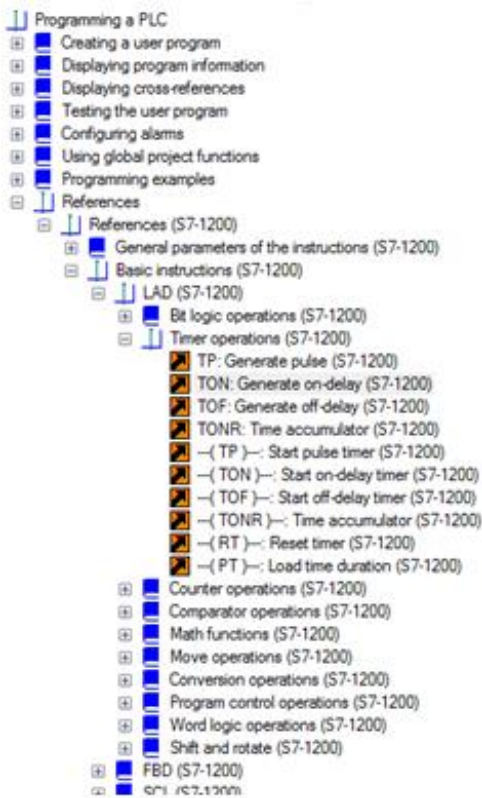 Programming a PLC
Creating a user program
Displaying program information
Displaying cross-references
Testing the user program
Configuring alarms
Using global project functions
Programming examples
References
References (S7-1200)
General parameters of the instructions (S7-1200)
Basic instructions (S7-1200)
LAD (S7-1200)
Bit logic operations (S7-1200)
Timer operations (S7-1200)
TP: Generate pulse (S7-1200)
TON: Generate on-delay (S7-1200)
TOF: Generate off-delay (S7-1200)
TONR: Time accumulator (S7-1200)
---( TP )---: Start pulse timer (S7-1200)
---( TON )---: Start on-delay timer (S7-1200)
---( TOF )---: Start off-delay timer (S7-1200)
---( TONR )---: Time accumulator (S7-1200)
---( RT )---: Reset timer (S7-1200)
---( PT )---: Load time duration (S7-1200)
Counter operations (S7-1200)
Comparator operations (S7-1200)
Math functions (S7-1200)
Move operations (S7-1200)
Conversion operations (S7-1200)
Program control operations (S7-1200)
Word logic operations (S7-1200)
Shift and rotate (S7-1200)
FBD (S7-1200)
SCL (S7-1200)